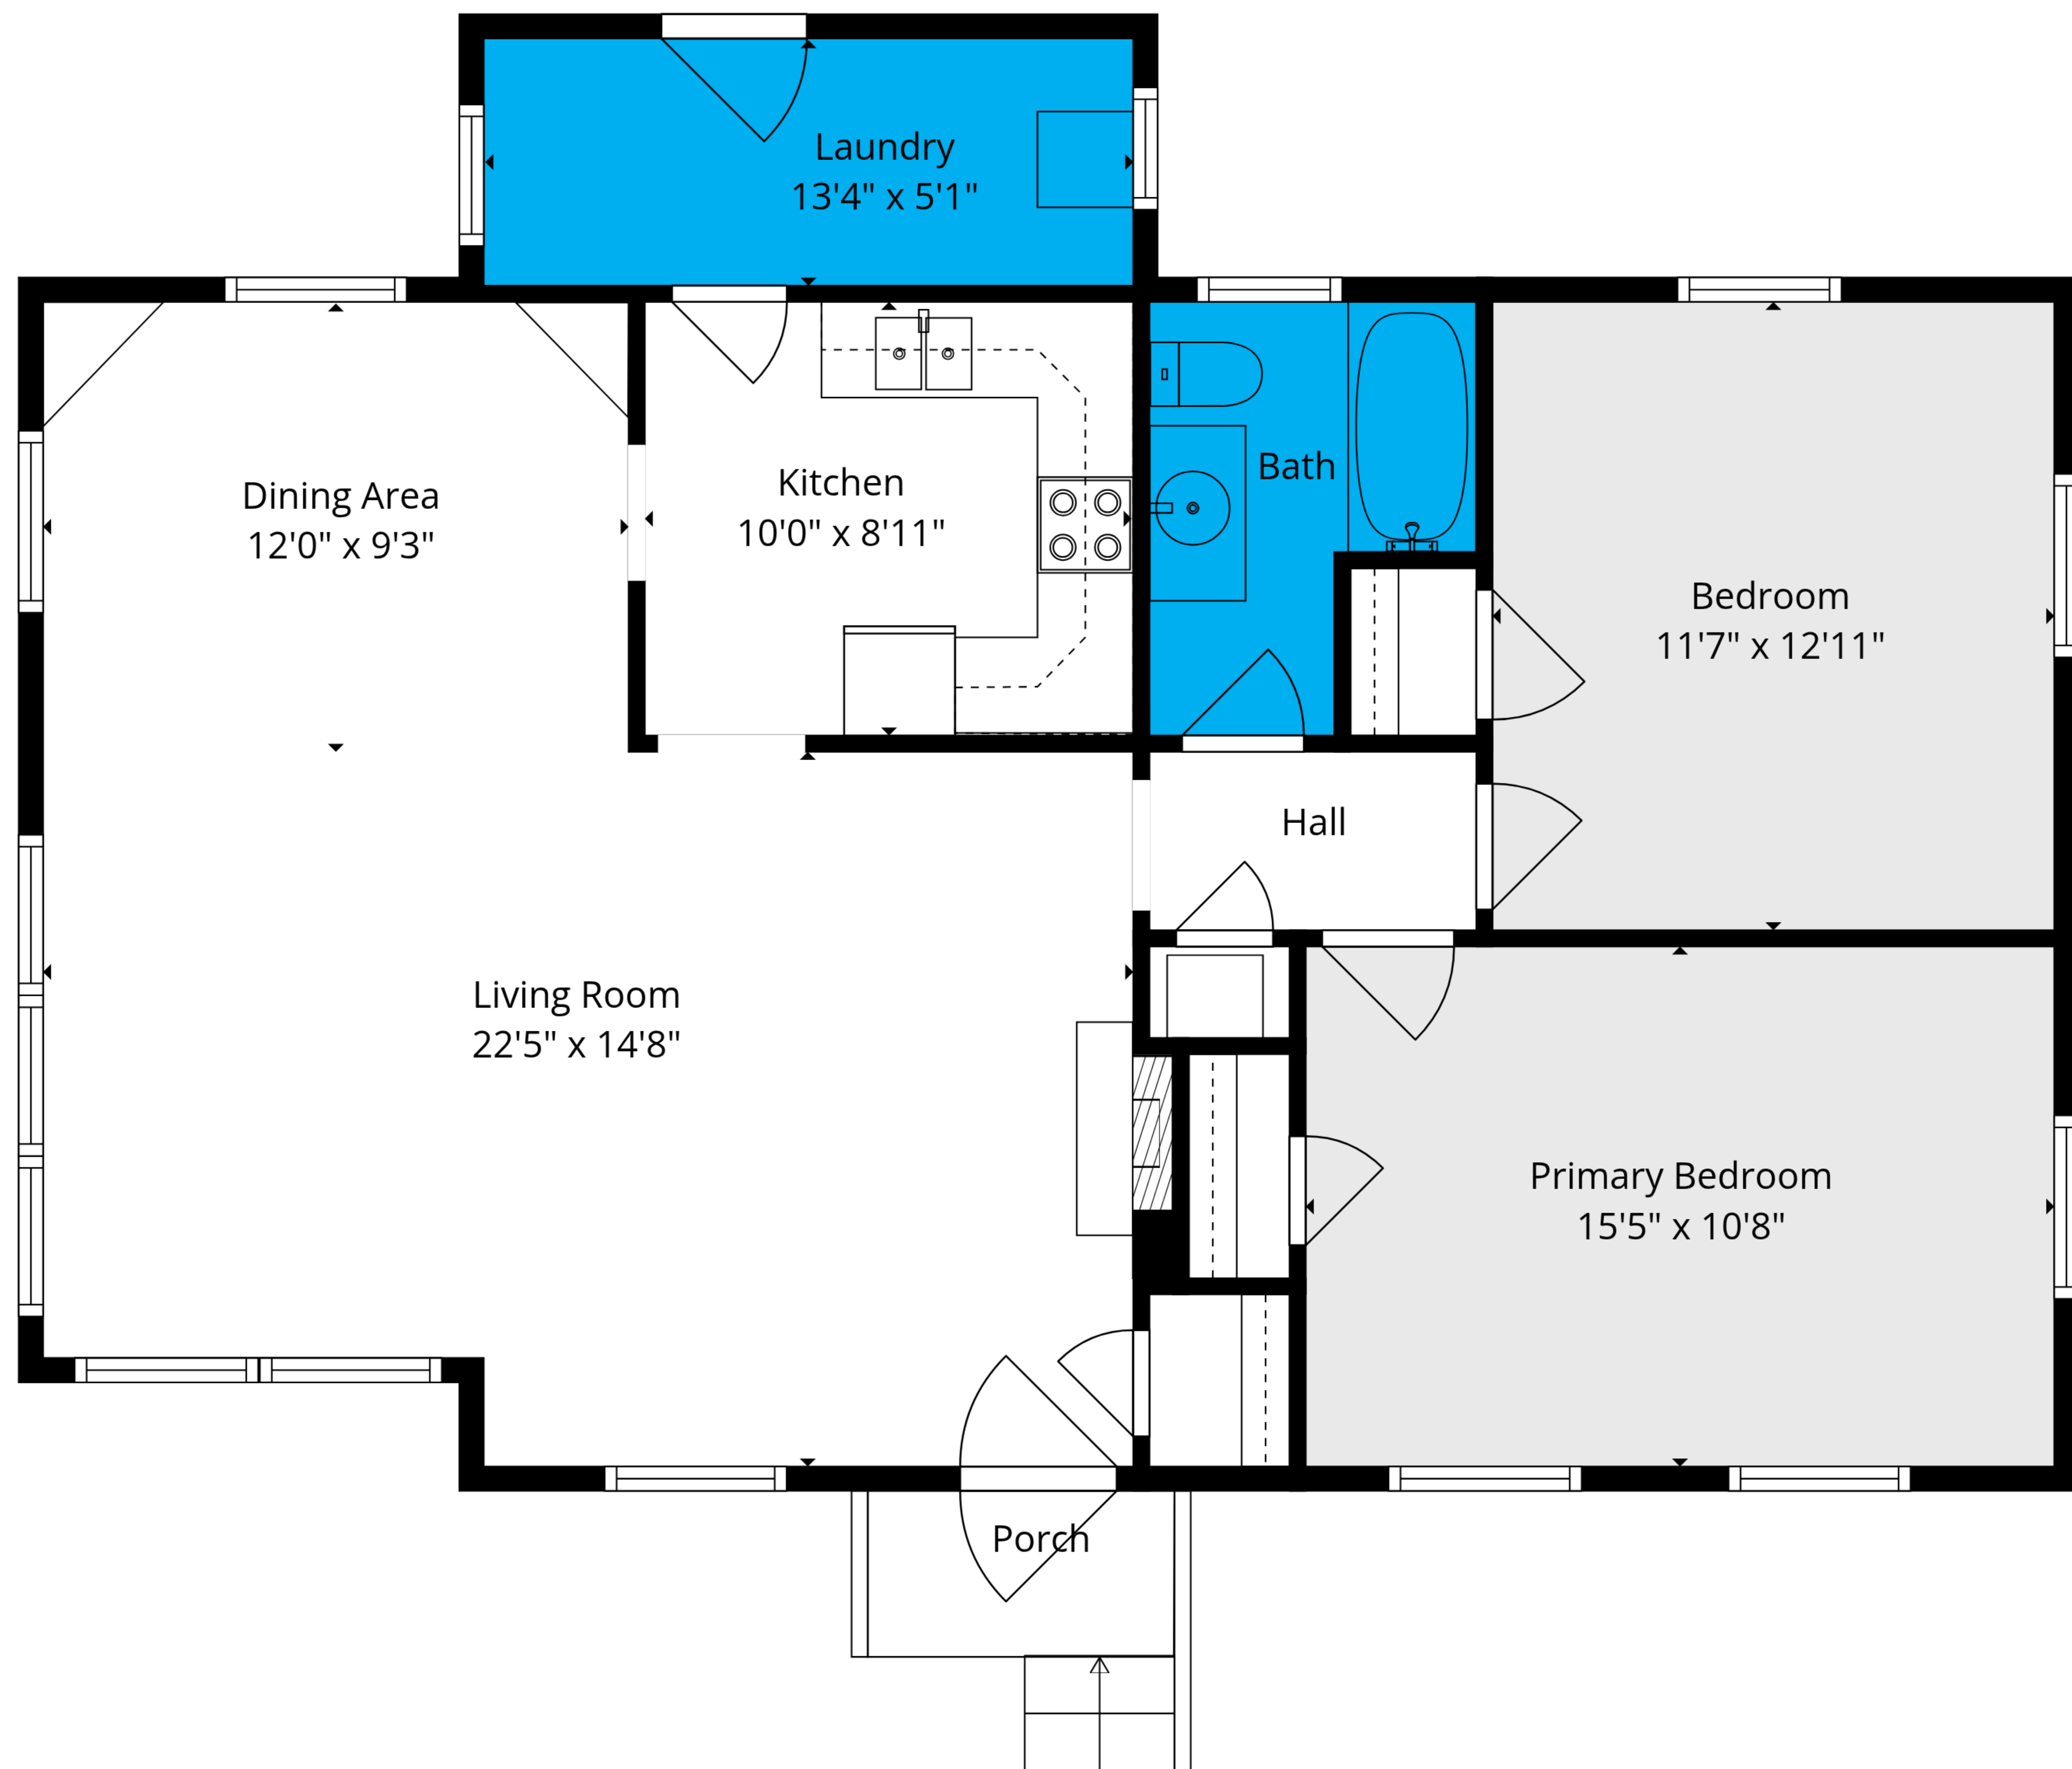 Laundry
13'4" x 5'1"
Dining Area
12'0" x 9'3"
Kitchen
10'0" x 8'11"
Bath
Bedroom
11'7" x 12'11"
Hall
Living Room
22'5" x 14'8"
Primary Bedroom
15'5" x 10'8"
Porch